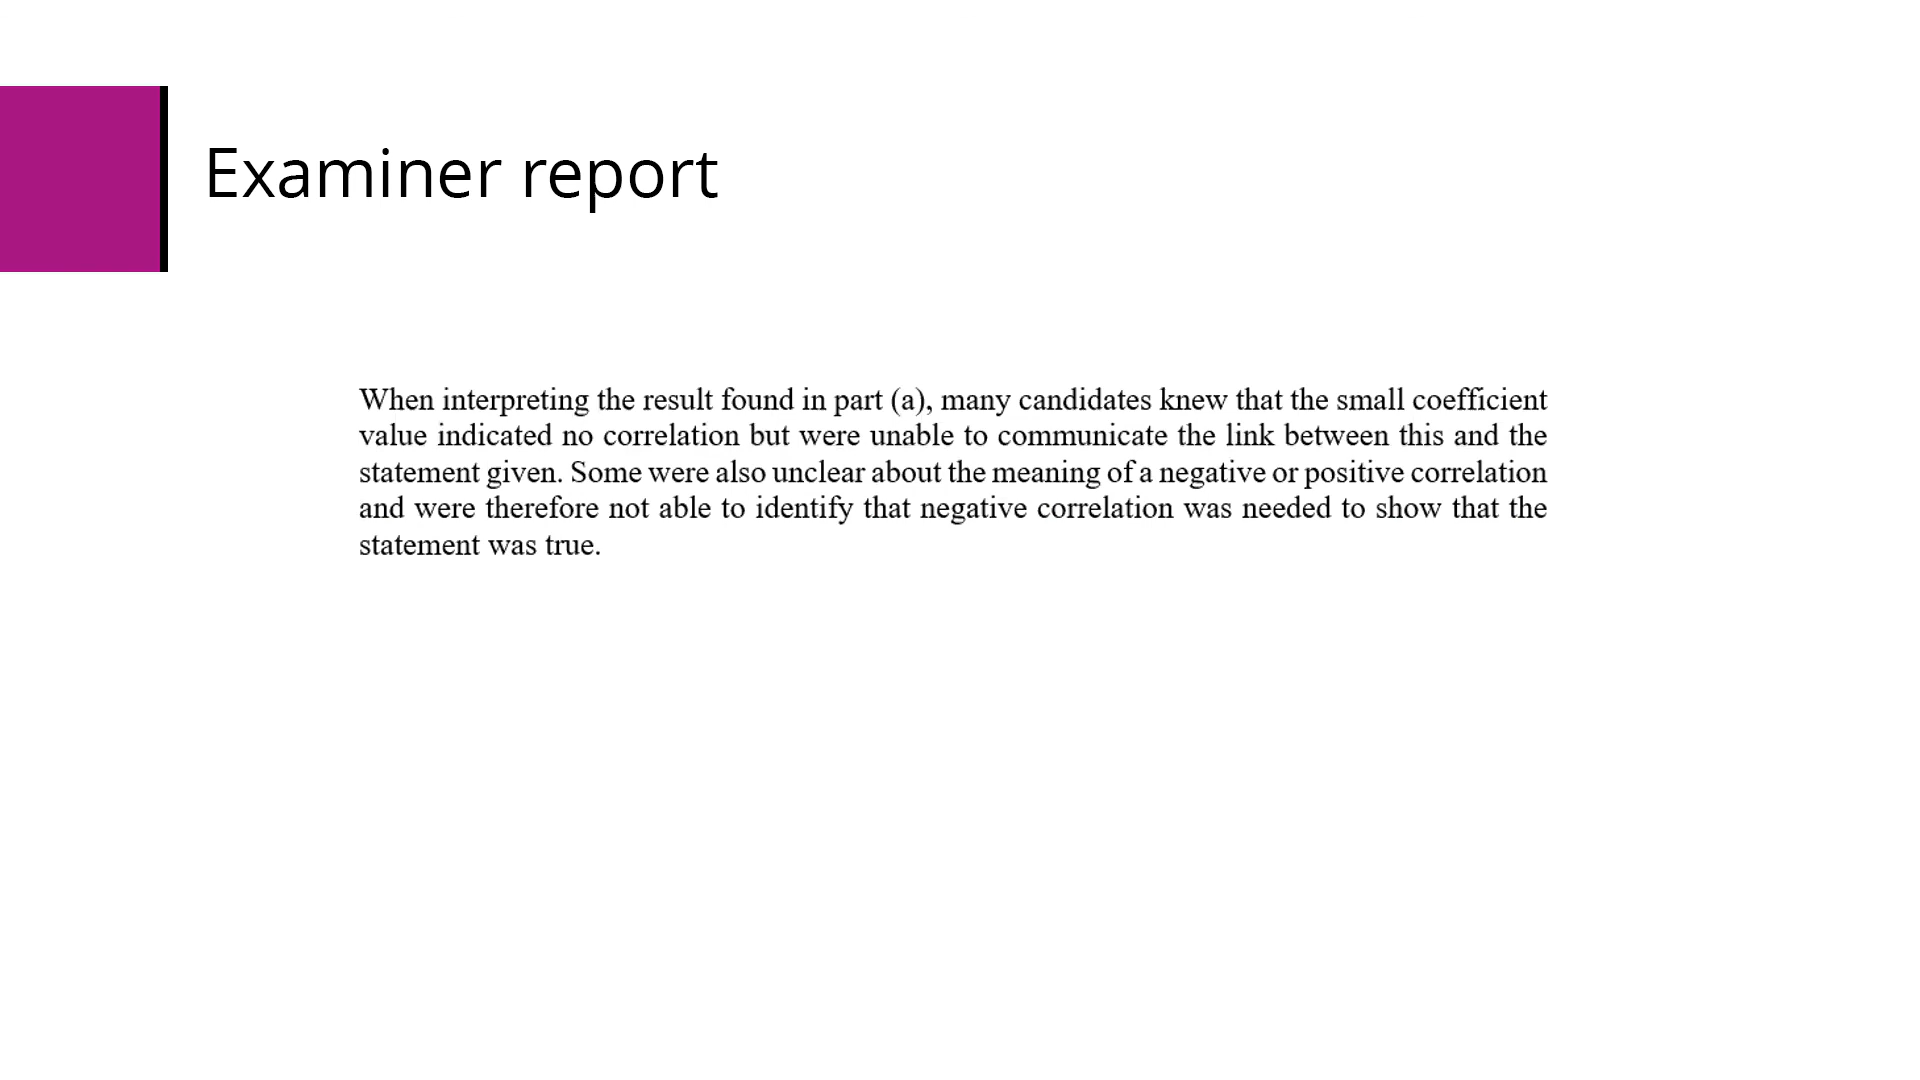 Examiner report
When interpreting the result found in part (a), many candidates knew that the small coefficient
value indicated no correlation but were unable to communicate the link between this and the
statement given. Some were also unclear about the meaning of a negative or positive correlation
and were therefore not able to identify that negative correlation was needed to show that the
statement was true.